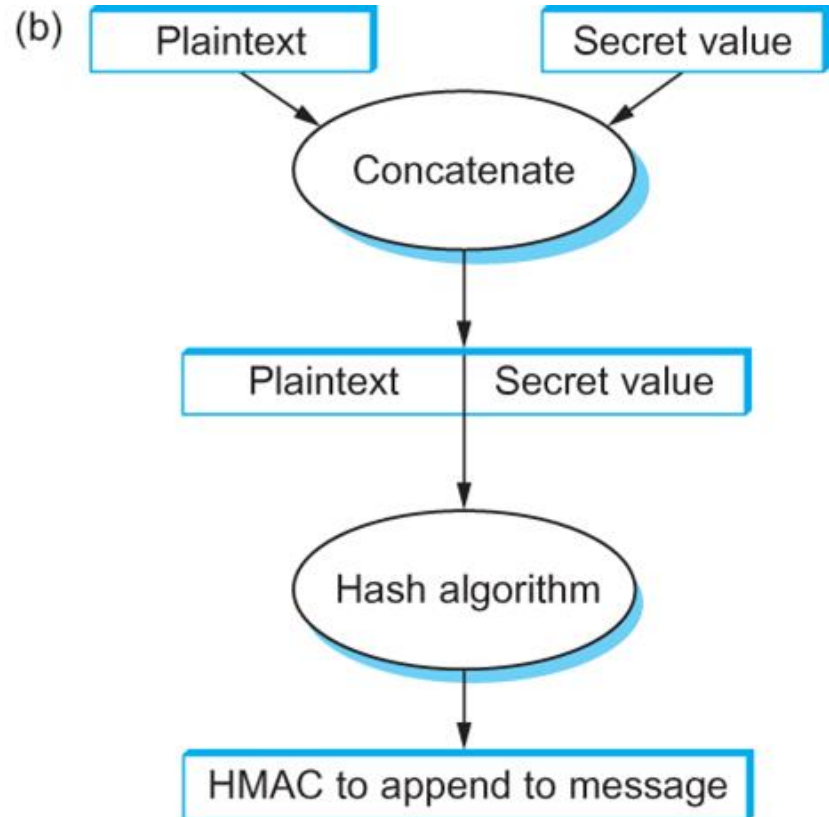 (b)
Plaintext
Secret value
Concatenate
Plaintext
Secret value
Hash algorithm
HMAC to append to message